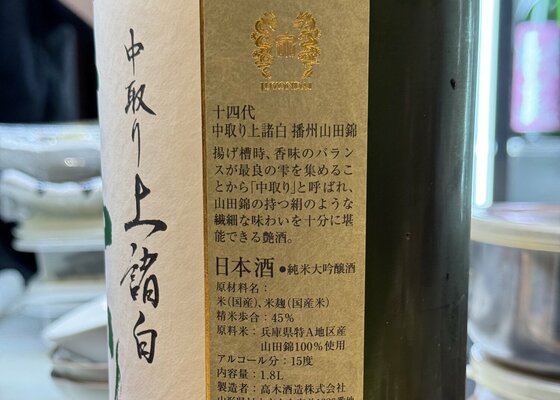 中取り上諸白
JUYONDAI
十四代
中取り上諸白 播州山田錦
揚げ槽時、香味のバラン
スが最良の雫を集めるこ
とから「中取り」と呼ばれ、
山田錦の持つ絹のような
繊細な味わいを十分に堪
能できる艶酒。
日本酒 ●純米大吟醸酒
原材料名：
米(国産)、米麹(国産米)
精米歩合：45%
原料米：兵庫県特A地区産
山田錦100%使用
アルコール分：15度
内容量：1.8L
製造者：高木酒造株式会社